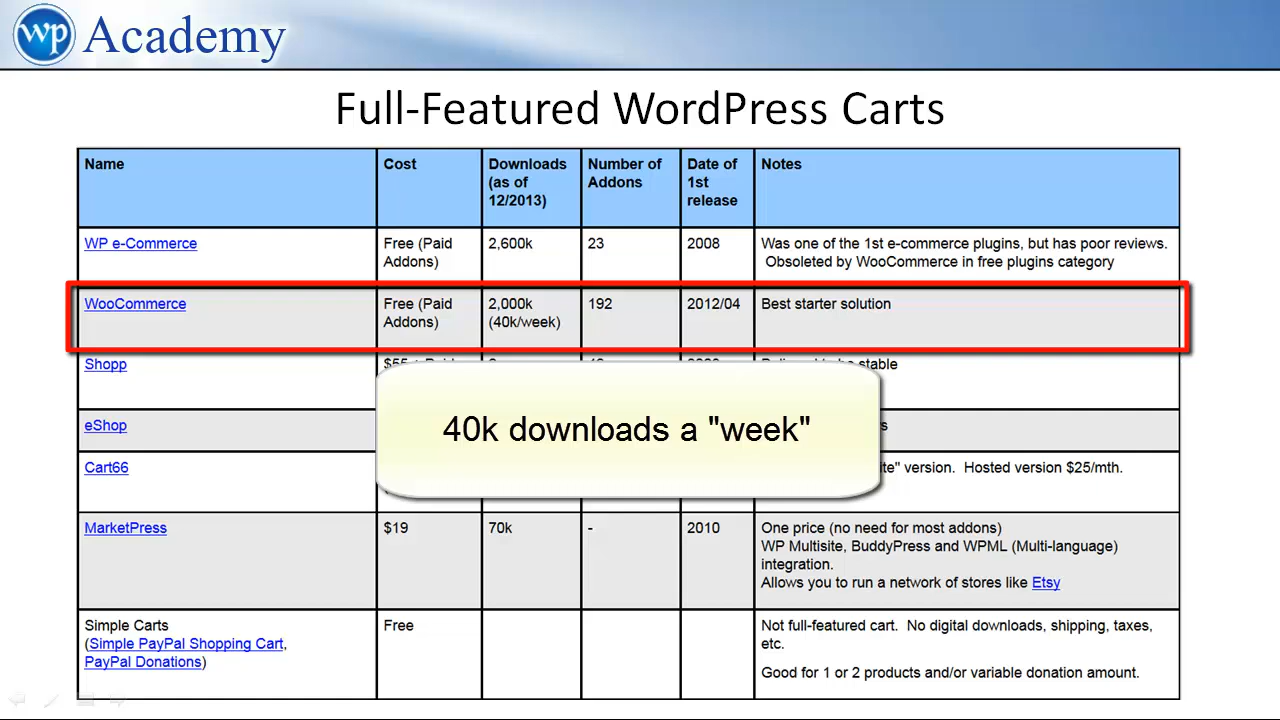 wp Academy
Full-Featured WordPress Carts
Name Cost Downloads (as of 12/2013) Number of Addons Date of 1st release Notes
WP e-Commerce Free (Paid Addons) 2,600k 23 2008 Was one of the 1st e-commerce plugins, but has poor reviews. Obsoleted by WooCommerce in free plugins category
WooCommerce Free (Paid Addons) 2,000k (40k/week) 192 2012/04 Best starter solution
Shopp stable
40k downloads a "week"
eShop
Cart66 version. Hosted version $25/mth.
MarketPress $19 70k - 2010 One price (no need for most addons)
WP Multisite, BuddyPress and WPML (Multi-language)
integration.
Allows you to run a network of stores like Etsy
Simple Carts (Simple PayPal Shopping Cart, PayPal Donations) Free Not full-featured cart. No digital downloads, shipping, taxes, etc.
Good for 1 or 2 products and/or variable donation amount.